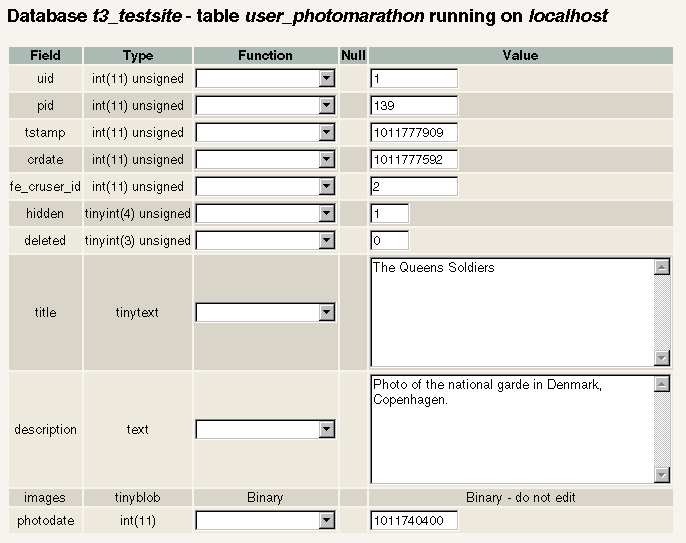 Database t3_testsite - table user_photomarathon running on localhost
Field Type Function Null Value
uid int(11) unsigned 1
pid int(11) unsigned 139
tstamp int(11) unsigned 1011777909
crdate int(11) unsigned 1011777592
fe_cruser_id int(11) unsigned 2
hidden tinyint(4) unsigned 1
deleted tinyint(3) unsigned 0
title tinytext The Queens Soldiers
description text Photo of the national garde in Denmark,
Copenhagen.
images tinyblob Binary Binary - do not edit
photodate int(11) 1011740400